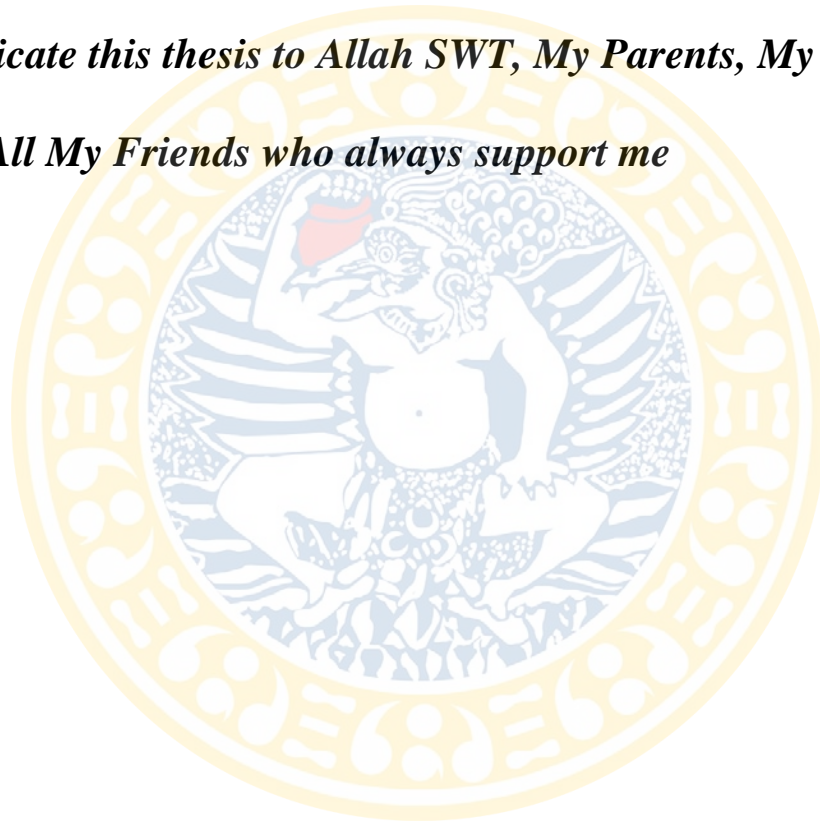 icate this thesis to Allah SWT, My Parents, My
All My Friends who always support me